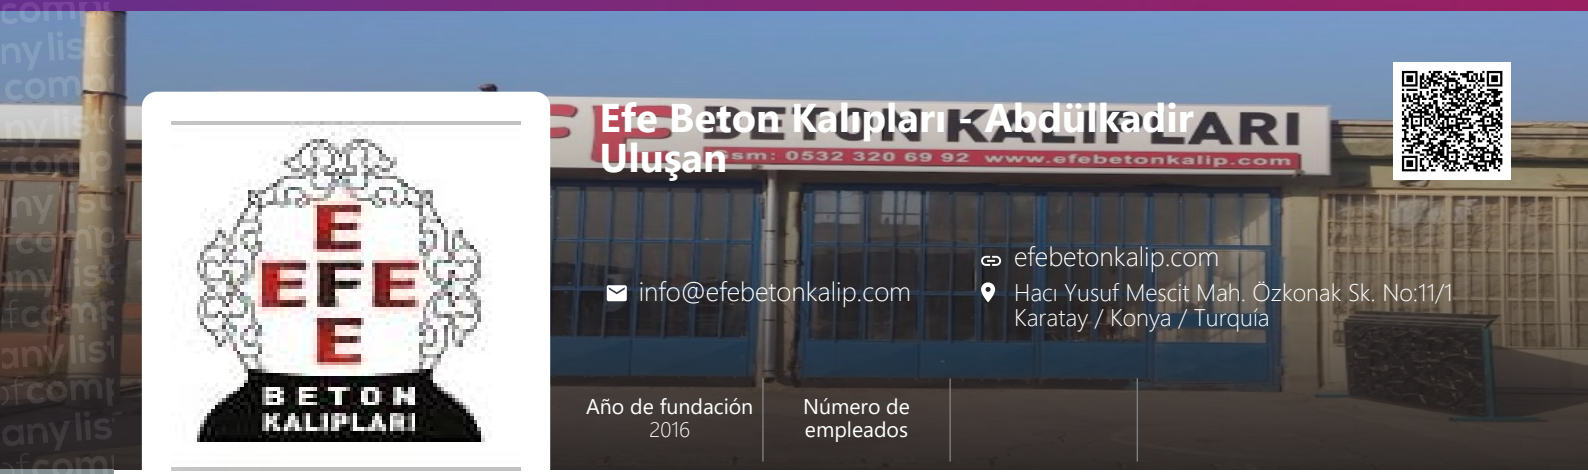 Efe Beton Kalıpları - Abdülkadir
Uluşan
BETON KALIPLARI
Gsm: 0532 320 69 92 www.efebetonkalip.com
efebetonkalip.com
info@efebetonkalip.com
Hacı Yusuf Mescit Mah. Özkonak Sk. No:11/1
Karatay / Konya / Turquía
E
EFE
E
BETON
KALIPLARI
Año de fundación
2016
Número de
empleados